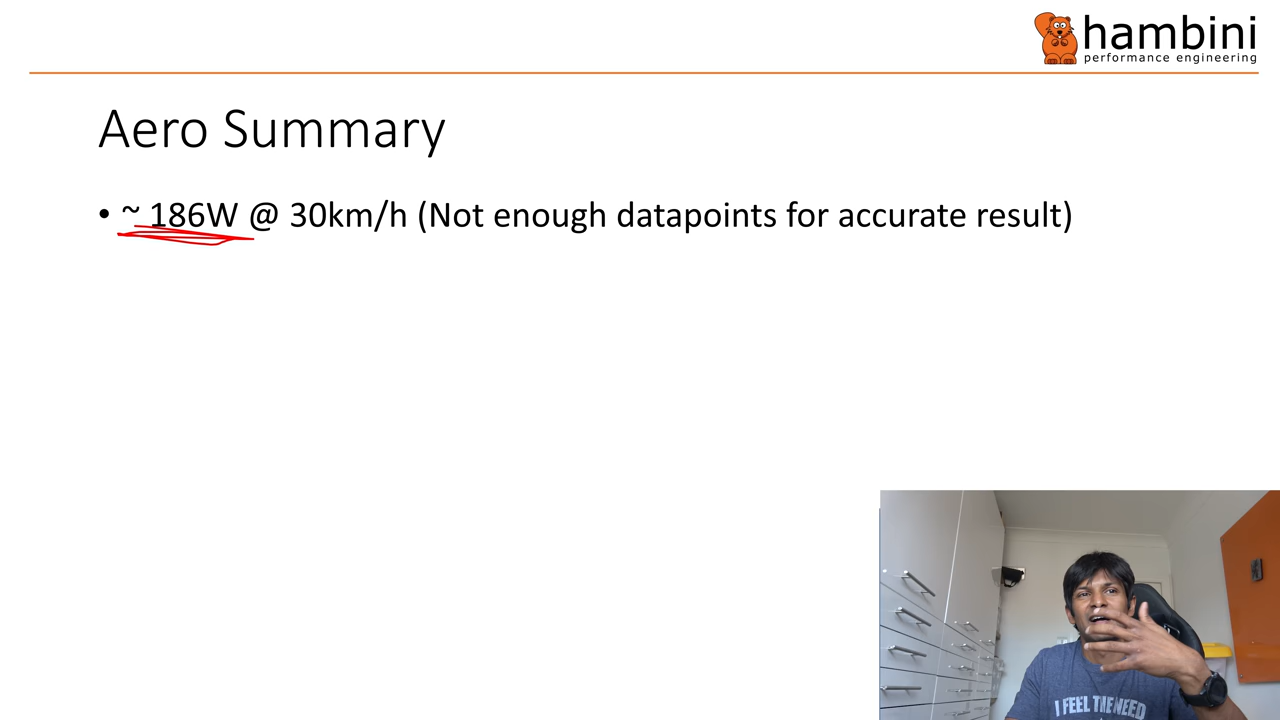 hambini
performance engineering
Aero Summary
• ~ 186W @ 30km/h (Not enough datapoints for accurate result)
I FEEL THE NEED